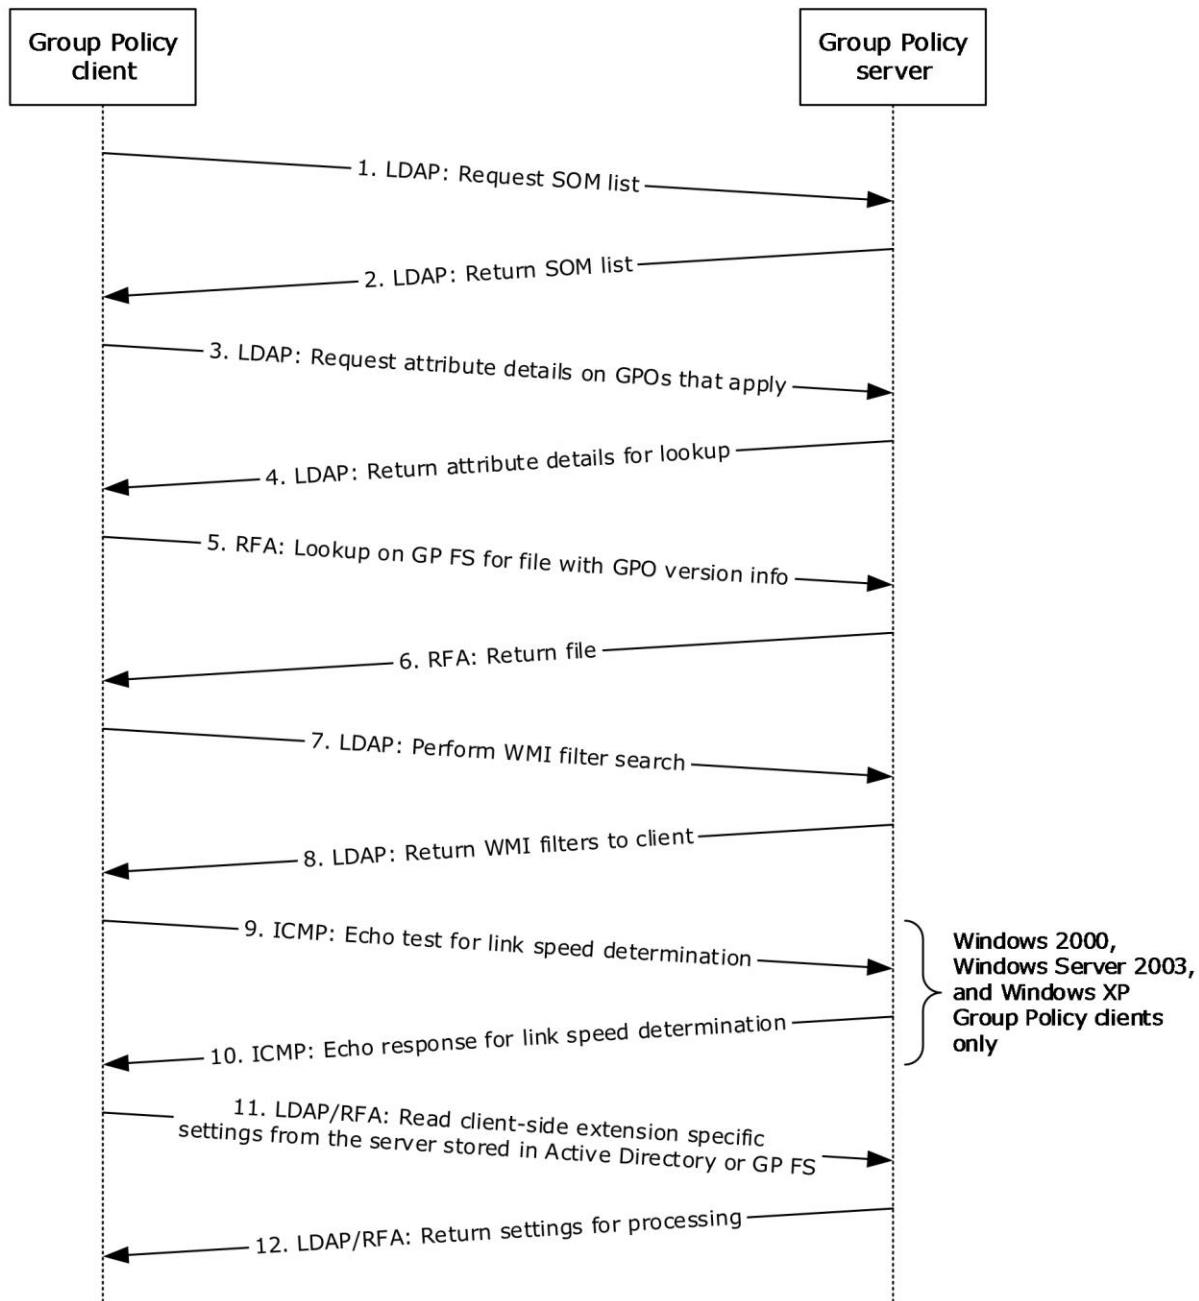 Group Policy
client
Group Policy
server
1. LDAP: Request SOM list
2. LDAP: Return SOM list
3. LDAP: Request attribute details on GPOs that apply
4. LDAP: Return attribute details for lookup
5. RFA: Lookup on GP FS for file with GPO version info
6. RFA: Return file
7. LDAP: Perform WMI filter search
8. LDAP: Return WMI filters to client
9. ICMP: Echo test for link speed determination
10. ICMP: Echo response for link speed determination
Windows 2000,
Windows Server 2003,
and Windows XP
Group Policy clients
only
11. LDAP/RFA: Read client-side extension specific
settings from the server stored in Active Directory or GP FS
12. LDAP/RFA: Return settings for processing